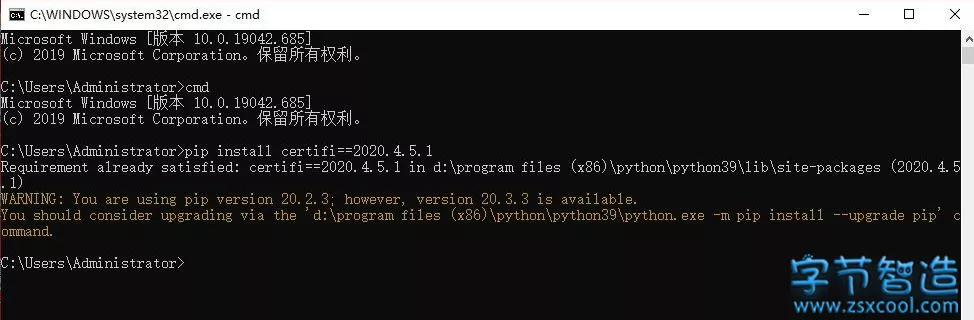 C:\WINDOWS\system32\cmd.exe - cmd
Microsoft Windows [版本 10.0.19042.685]
(c) 2019 Microsoft Corporation。保留所有权利。
C:\Users\Administrator>cmd
Microsoft Windows [版本 10.0.19042.685]
(c) 2019 Microsoft Corporation。保留所有权利。
C:\Users\Administrator>pip install certifi==2020.4.5.1
Requirement already satisfied: certifi==2020.4.5.1 in d:\program files (x86)\python\python39\lib\site-packages (2020.4.5
.1)
WARNING: You are using pip version 20.2.3; however, version 20.3.3 is available.
You should consider upgrading via the 'd:\program files (x86)\python\python39\python.exe -m pip install --upgrade pip' c
ommand.
C:\Users\Administrator>
字节智造
www.zsxcool.com